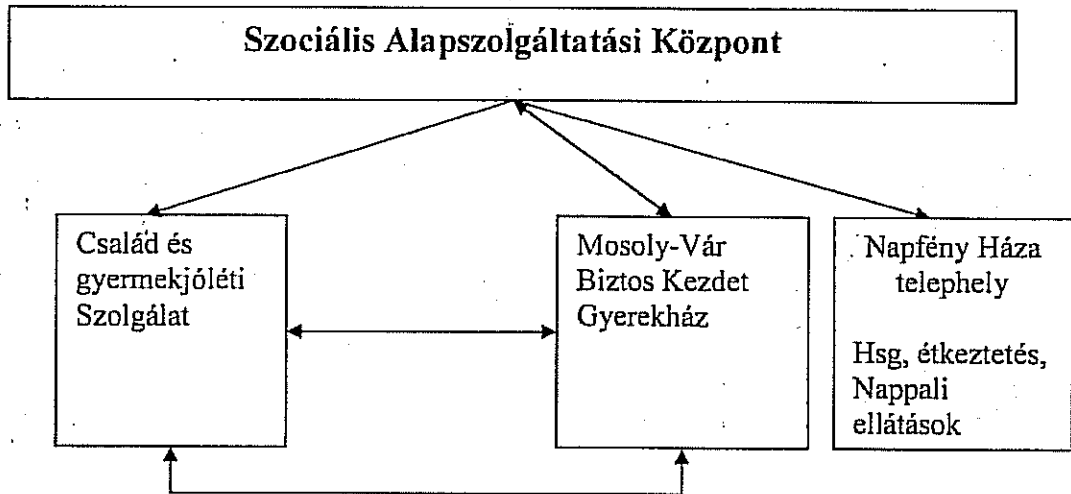 Szociális Alapszolgáltatási Központ
Család és
gyermekjóléti
Szolgálat
Mosoly-Vár
Biztos Kezdet
Gyerekház
Napfény Háza
telephely
Hsg, étkeztetés,
Nappali
ellátások